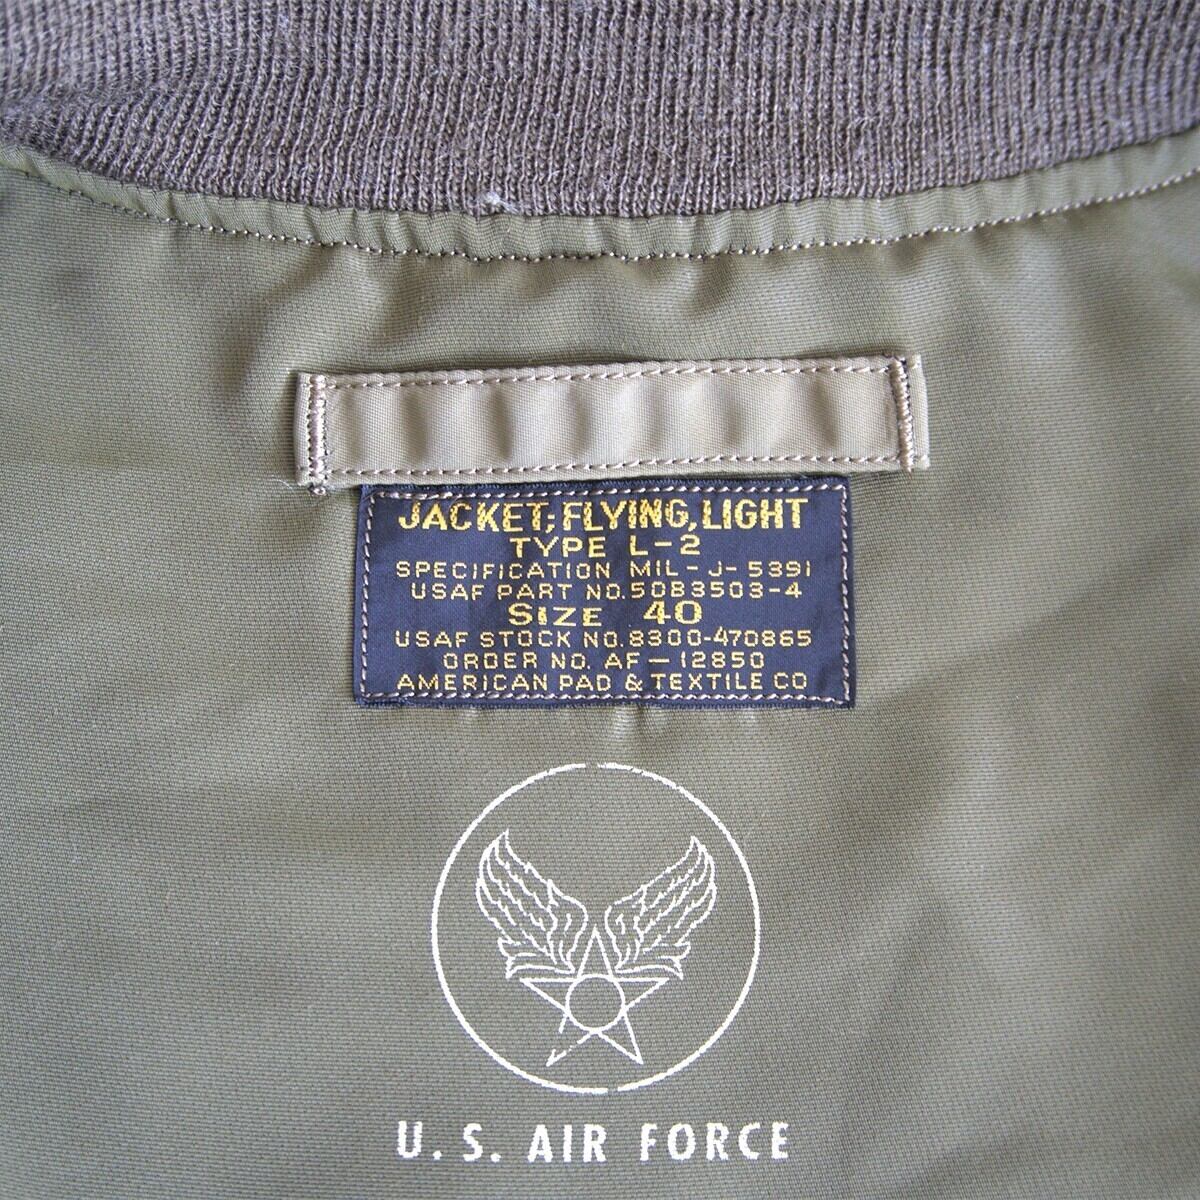 JACKET, FLYING, LIGHT
TYPE L-2
SPECIFICATION MIL-J-5391
USAF PART NO.50B3503-4
SIZE 40
USAF STOCK NO.8300-470865
ORDER NO. AF-12850
AMERICAN PAD & TEXTILE CO
U.S. AIR FORCE